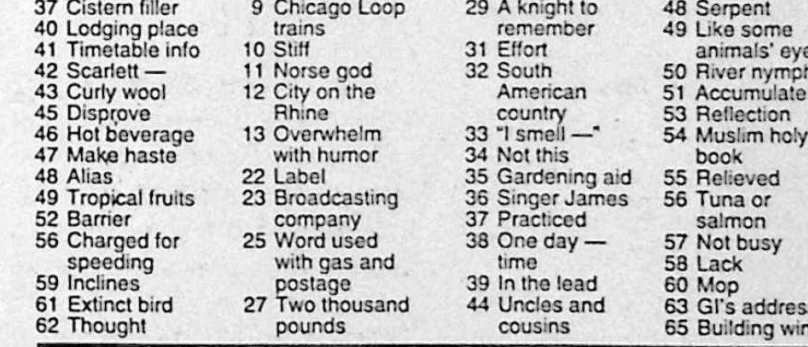 37 Cistern filler
40 Lodging place
41 Timetable info
42 Scarlett —
43 Curly wool
45 Disprove
46 Hot beverage
47 Make haste
48 Alias
49 Tropical fruits
52 Barrier
56 Charged for
speeding
59 Inclines
61 Extinct bird
62 Thought
9 Chicago Loop
trains
10 Stiff
11 Norse god
12 City on the
Rhine
13 Overwhelm
with humor
22 Label
23 Broadcasting
company
25 Word used
with gas and
postage
27 Two thousand
pounds
29 A knight to
remember
31 Effort
32 South
American
country
33 "I smell —"
34 Not this
35 Gardening aid
36 Singer James
37 Practiced
38 One day —
time
39 In the lead
44 Uncles and
cousins
48 Serpent
49 Like some
animals' eye
50 River nymph
51 Accumulate
53 Reflection
54 Muslim holy
book
55 Relieved
56 Tuna or
salmon
57 Not busy
58 Lack
60 Mop
63 GI's addres
65 Building win